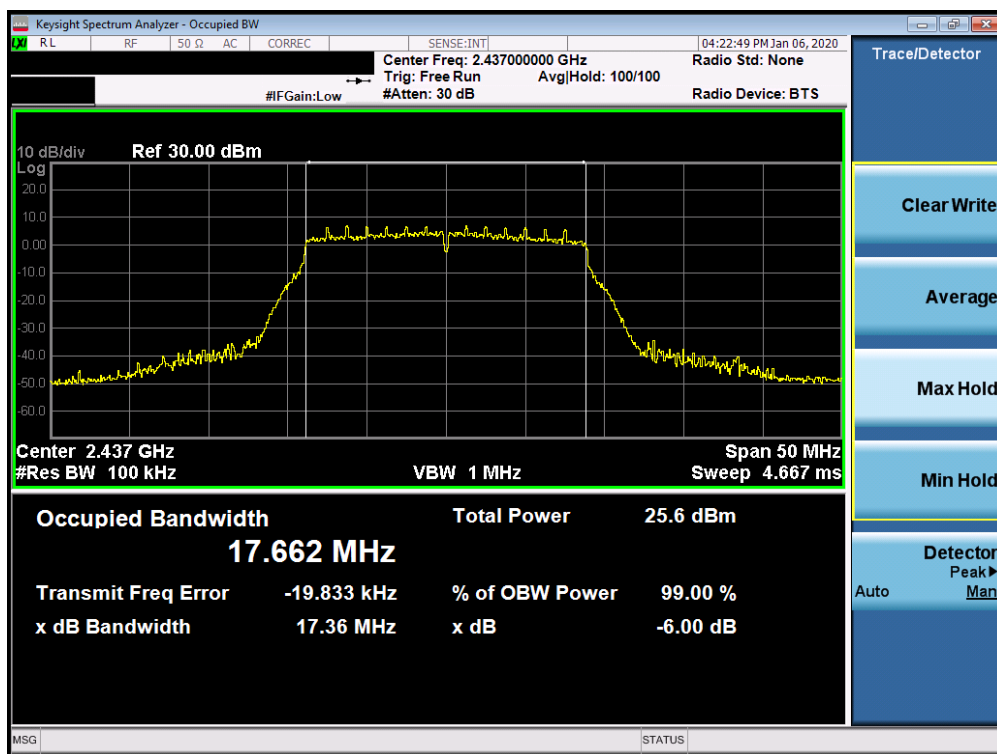 Keysight Spectrum Analyzer - Occupied BW
LXI RL RF 50 Ω AC CORREC SENSE:INT 04:22:49 PM Jan 06, 2020
Center Freq: 2.437000000 GHz Radio Std: None
Trig: Free Run Avg|Hold: 100/100
#IFGain:Low #Atten: 30 dB Radio Device: BTS
10 dB/div Ref 30.00 dBm
Log
20.0
10.0
0.00
-10.0
-20.0
-30.0
-40.0
-50.0
-60.0
Center 2.437 GHz Span 50 MHz
#Res BW 100 kHz VBW 1 MHz Sweep 4.667 ms
Occupied Bandwidth Total Power 25.6 dBm
17.662 MHz
Transmit Freq Error -19.833 kHz % of OBW Power 99.00 %
x dB Bandwidth 17.36 MHz x dB -6.00 dB
MSG STATUS
Trace/Detector
Clear Write
Average
Max Hold
Min Hold
Detector
Peak▶
Auto Man